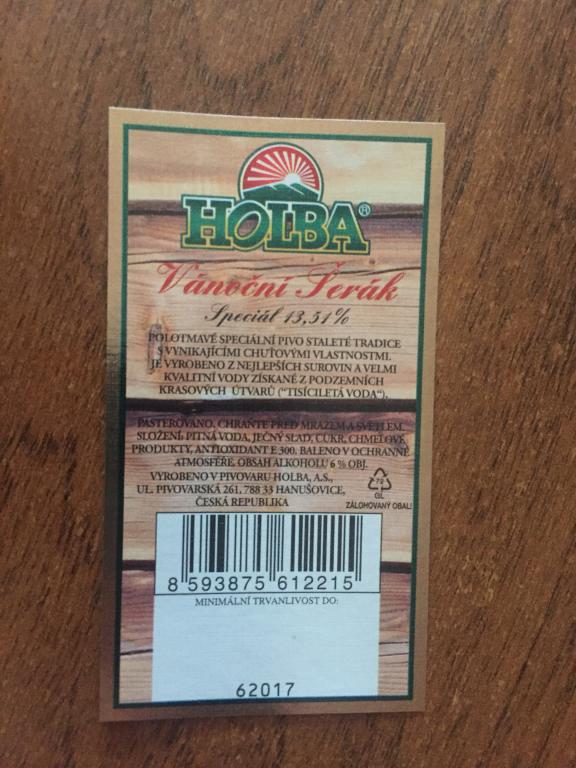 HOLBA®
Vánoční Šerák
Speciál 13,51%
POLOTMAVÉ SPECIÁLNÍ PIVO STALETÉ TRADICE
S VYNIKAJÍCÍMI CHUŤOVÝMI VLASTNOSTMI.
JE VYROBENO Z NEJLEPŠÍCH SUROVIN A VELMI
KVALITNÍ VODY ZÍSKANÉ Z PODZEMNÍCH
KRASOVÝCH ÚTVARŮ ("TISÍCILETÁ VODA").
PASTEROVÁNO. CHRAŇTE PŘED MRAZEM A SVĚTLEM.
SLOŽENÍ: PITNÁ VODA, JEČNÝ SLAD, CUKR, CHMELOVÉ
PRODUKTY, ANTIOXIDANT E 300. BALENO V OCHRANNÉ
ATMOSFÉŘE. OBSAH ALKOHOLU 6 % OBJ.
VYROBENO V PIVOVARU HOLBA, A.S.,
UL. PIVOVARSKÁ 261, 788 33 HANUŠOVICE,
ČESKÁ REPUBLIKA
GL
ZÁLOHOVANÝ OBAL!
8 593875 612215
MINIMÁLNÍ TRVANLIVOST DO:
62017